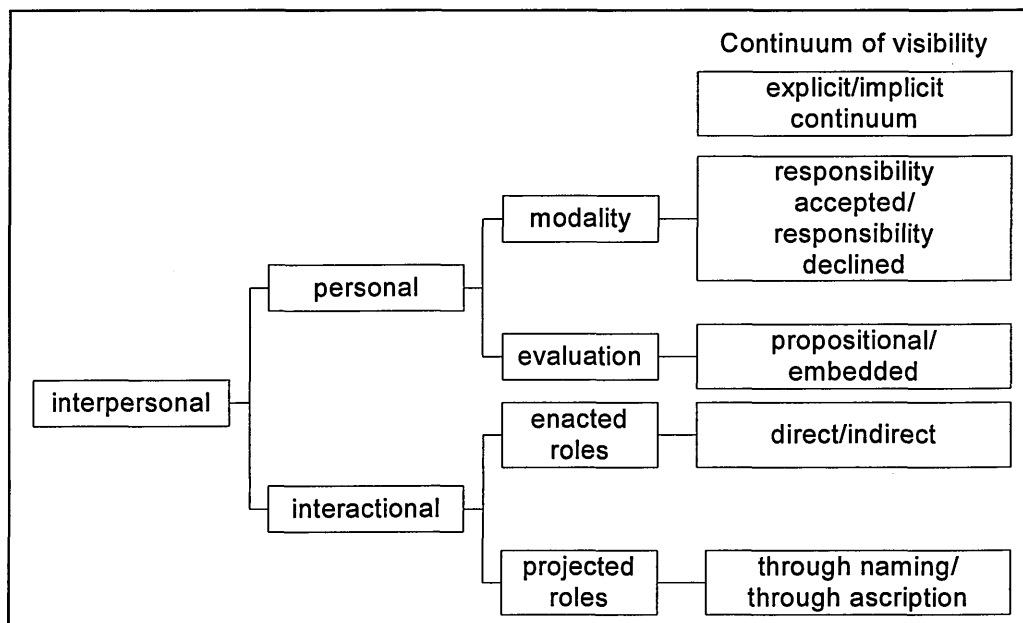 Continuum of visibility
explicit/implicit
continuum
responsibility
accepted/
responsibility
declined
modality
personal
evaluation
propositional/
embedded
interpersonal
enacted
roles
direct/indirect
interactional
projected
roles
through naming/
through ascription